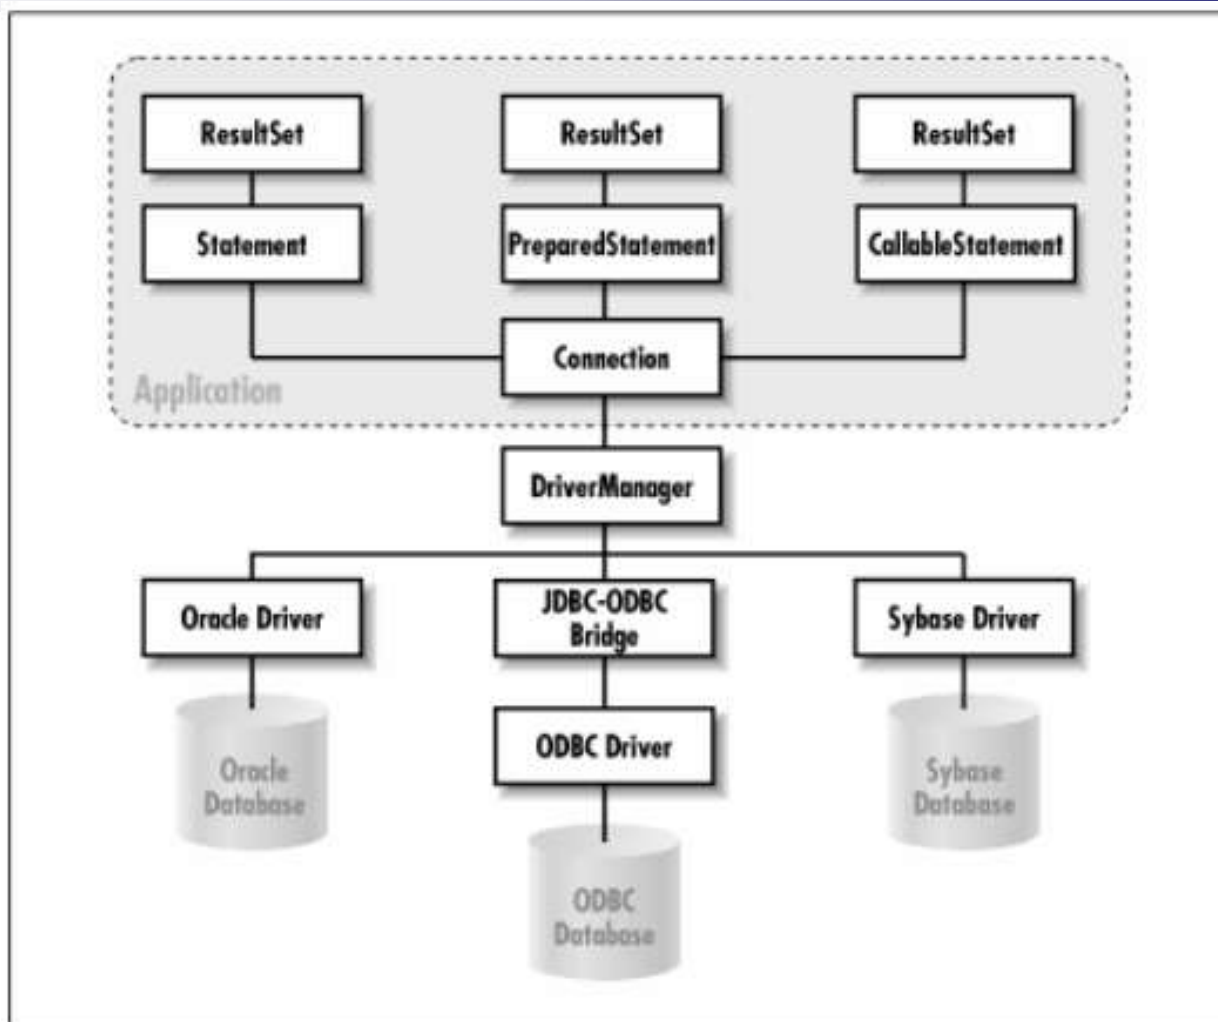 ResultSet
ResultSet
ResultSet
Statement
PreparedStatement
CallableStatement
Connection
Application
DriverManager
Oracle Driver
JDBC-ODBC
Bridge
Sybase Driver
ODBC Driver
Oracle
Database
Sybase
Database
ODBC
Database